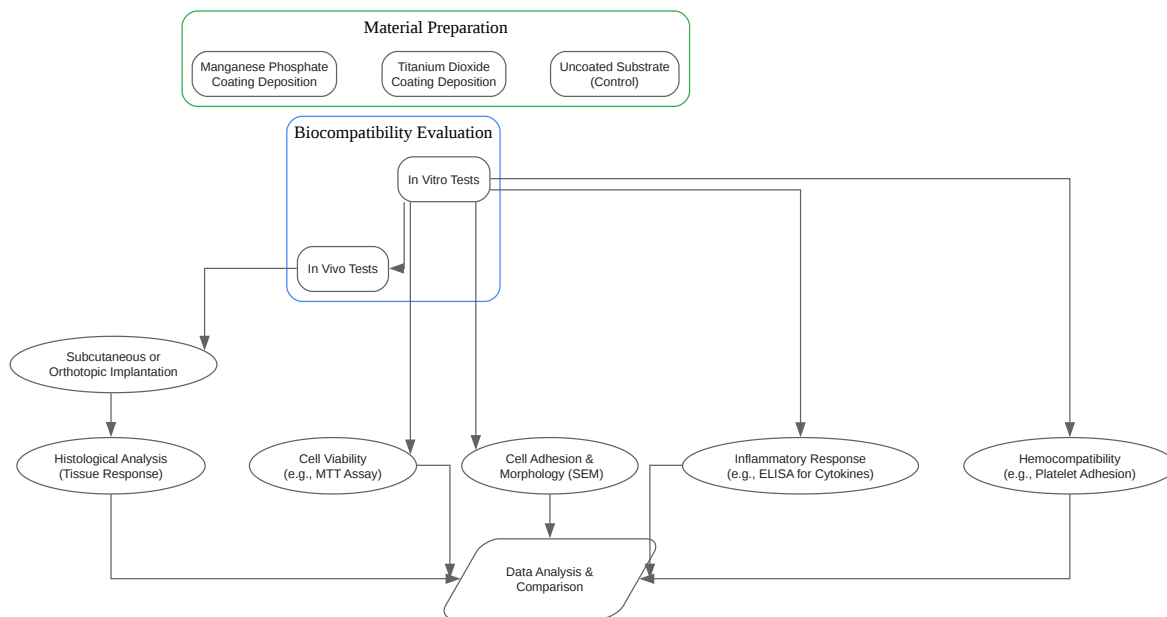 Material Preparation
Manganese Phosphate
Coating Deposition
Titanium Dioxide
Coating Deposition
Uncoated Substrate
(Control)
Biocompatibility Evaluation
In Vitro Tests
In Vivo Tests
Subcutaneous or
Orthotopic Implantation
Histological Analysis
(Tissue Response)
Cell Viability
(e.g., MTT Assay)
Cell Adhesion &
Morphology (SEM)
Inflammatory Response
(e.g., ELISA for Cytokines)
Hemocompatibility
(e.g., Platelet Adhesion)
Data Analysis &
Comparison